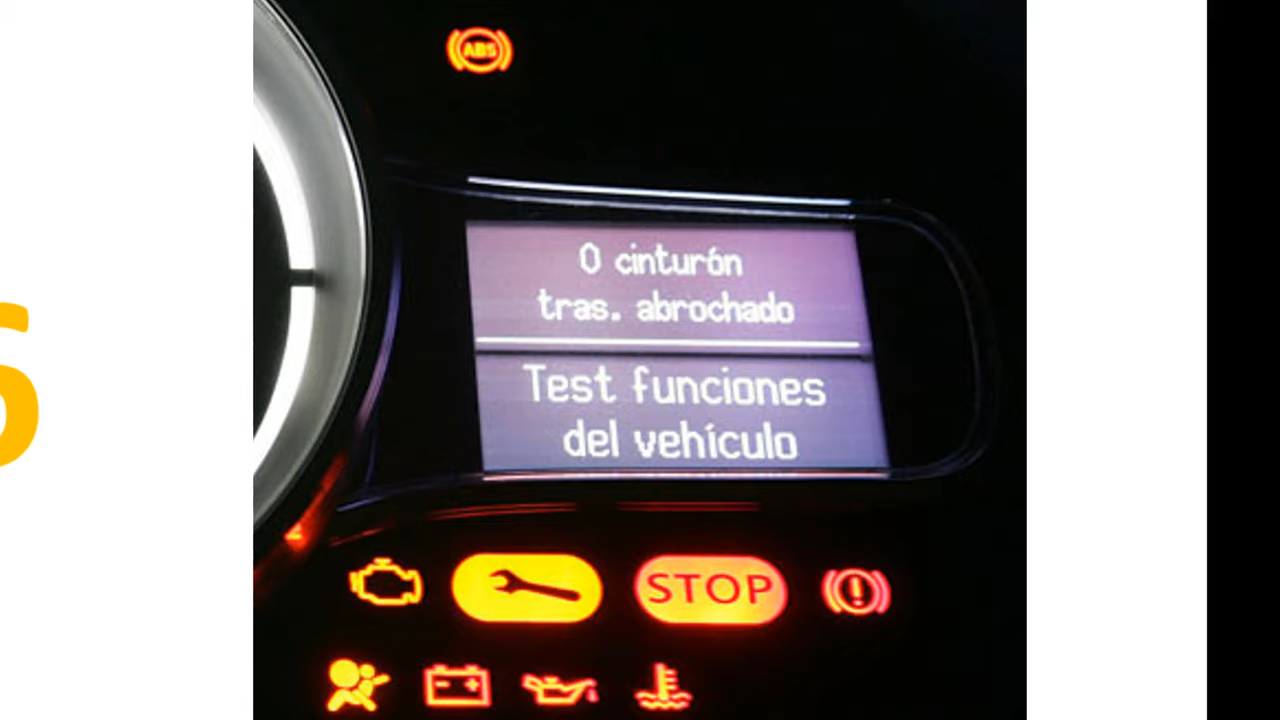 ABS
0 cinturón
tras. abrochado
Test funciones
del vehículo
STOP